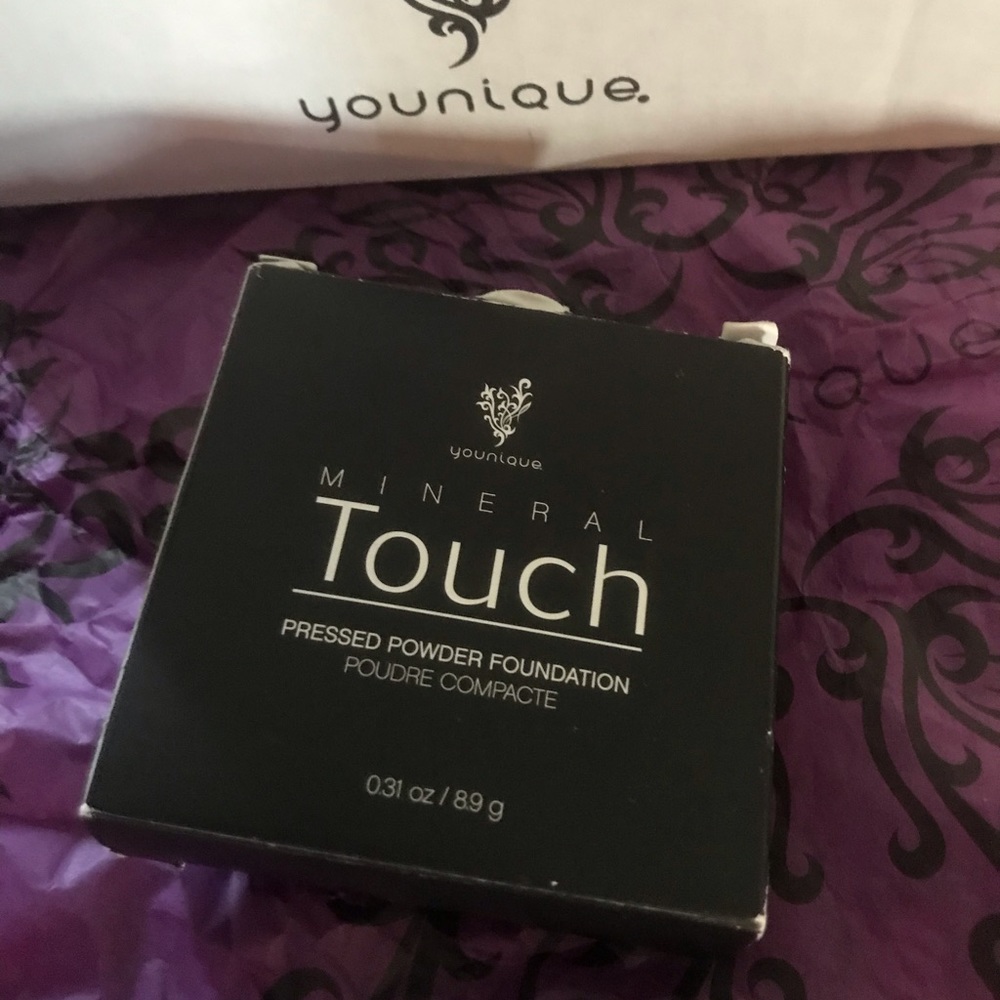 younique.
younique
MINERAL
Touch
PRESSED POWDER FOUNDATION
POUDRE COMPACTE
0.31 oz / 8.9 g